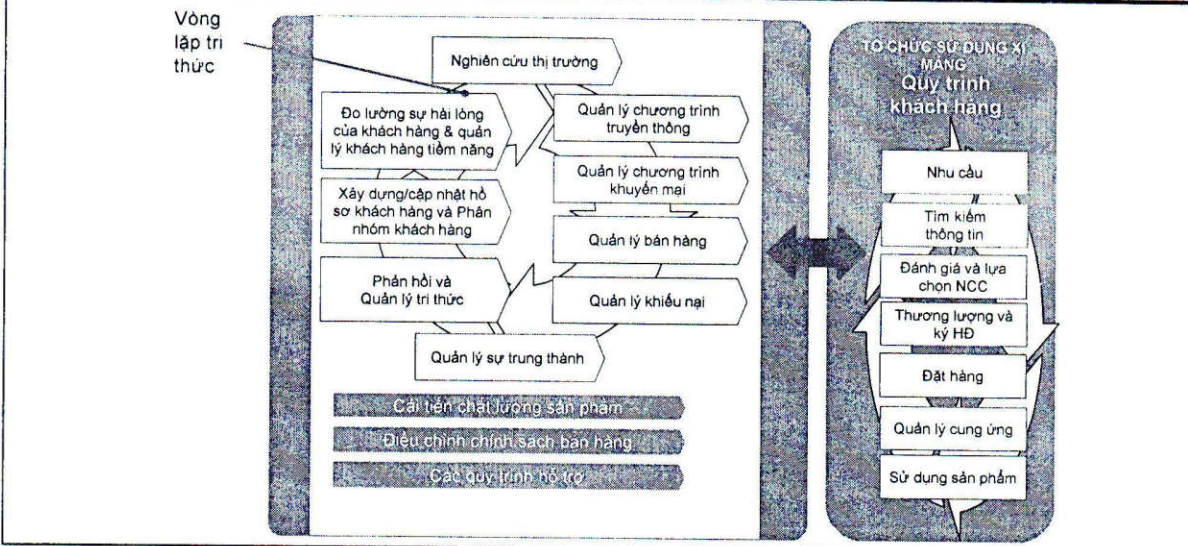 Vòng
lặp tri
thức
Nghiên cứu thị trường
Đo lường sự hài lòng
của khách hàng & quản
lý khách hàng tiềm năng
Xây dựng/cập nhật hồ
sơ khách hàng và Phân
nhóm khách hàng
Phản hồi và
Quản lý tri thức
Quản lý chương trình
truyền thông
Quản lý chương trình
khuyến mại
Quản lý bán hàng
Quản lý khiếu nại
Quản lý sự trung thành
Cải tiến chất lượng sản phẩm
Điều chỉnh chính sách bán hàng
Các quy trình hỗ trợ
TỔ CHỨC SỬ DỤNG XI
MĂNG
Quy trình
khách hàng
Nhu cầu
Tìm kiếm
thông tin
Đánh giá và lựa
chọn NCC
Thương lượng và
ký HĐ
Đặt hàng
Quản lý cung ứng
Sử dụng sản phẩm